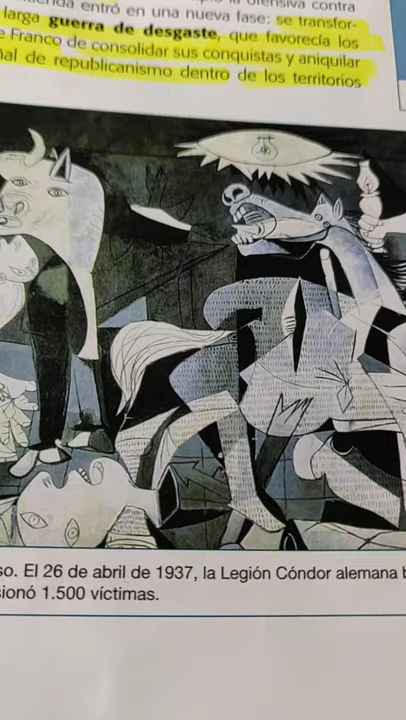 entró en una nueva fase: se transfor-
larga guerra de desgaste, que favorecía los
Franco de consolidar sus conquistas y aniquilar
de republicanismo dentro de los territorios
so. El 26 de abril de 1937, la Legión Cóndor alemana b
sionó 1.500 víctimas.